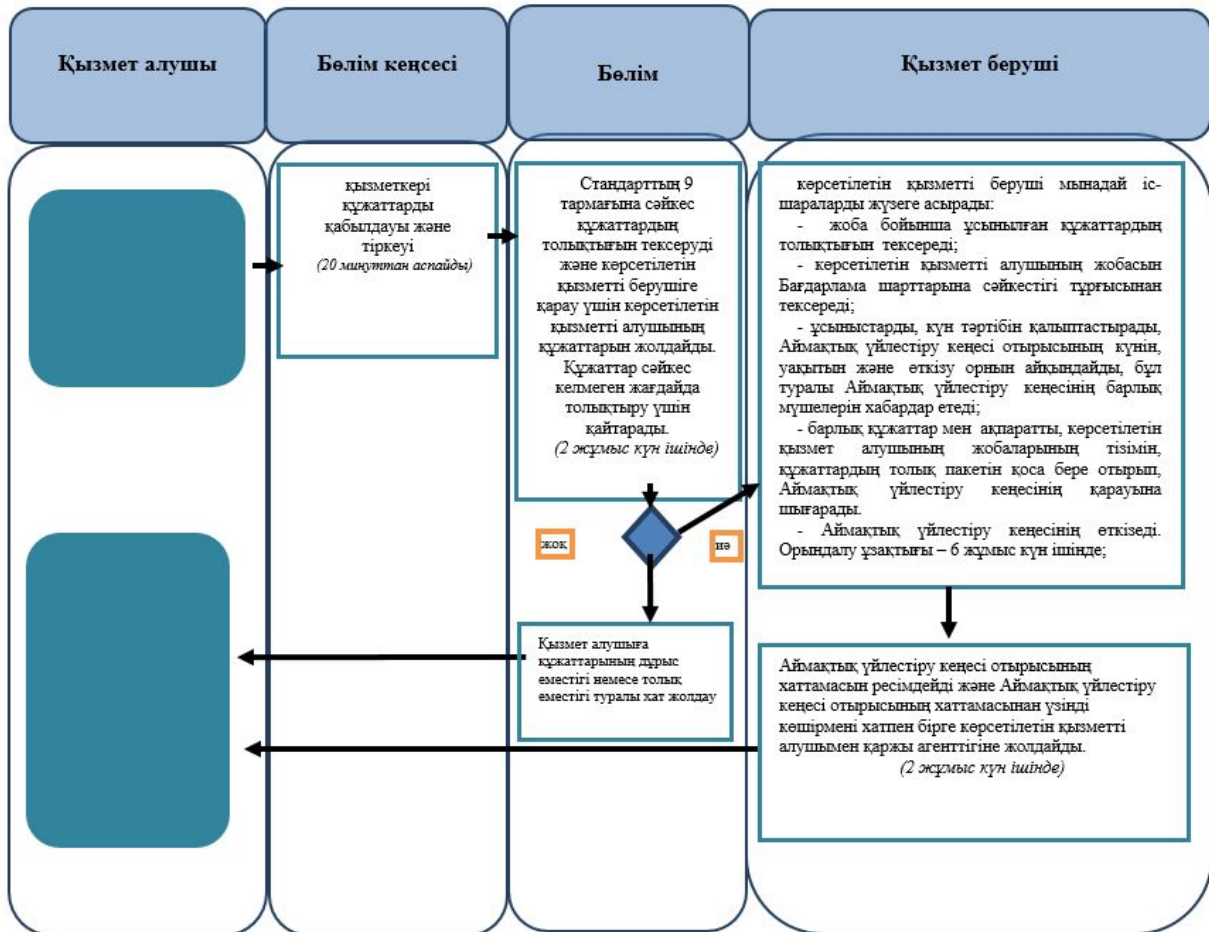 Қызмет алушы
Бөлім кеңсесі
Бөлім
Қызмет беруші
қызметкері
құжаттарды
қабылдауы және
тіркеуі
(20 минуттан аспайды)
Стандарттың 9
тармағына сәйкес
құжаттардың
толықтығын тексеруді
және көрсетілетін
қызметті берушіге
қарау үшін көрсетілетін
қызметті алушының
құжаттарын жолдайды.
Құжаттар сәйкес
келмеген жағдайда
толықтыру үшін
қайтарады.
(2 жұмыс күн ішінде)
көрсетілетін қызметті беруші мынадай іс-
шараларды жүзеге асырады:
- жоба бойынша ұсынылған құжаттардың
толықтығын тексереді;
- көрсетілетін қызметті алушының жобасын
Бағдарлама шарттарына сәйкестігі тұрғысынан
тексереді;
- ұсыныстарды, күн тәртібін қалыптастырады,
Аймақтық үйлестіру кеңесі отырысының күнін,
уақытын және өткізу орнын айқындайды, бұл
туралы Аймақтық үйлестіру кеңесінің барлық
мүшелерін хабардар етеді;
- барлық құжаттар мен ақпаратты, көрсетілетін
қызмет алушының жобаларының тізімін,
құжаттардың толық пакетін қоса бере отырып,
Аймақтық үйлестіру кеңесінің қарауына
шығарады.
- Аймақтық үйлестіру кеңесінің өткізеді.
Орындалу ұзақтығы – 6 жұмыс күн ішінде;
жоқ
иә
Қызмет алушыға
құжаттарының дұрыс
еместігі немесе толық
еместігі туралы хат жолдау
Аймақтық үйлестіру кеңесі отырысының
хаттамасын ресімдейді және Аймақтық үйлестіру
кеңесі отырысының хаттамасынан үзінді
көшірмені хатпен бірге көрсетілетін қызметті
алушымен қаржы агенттігіне жолдайды.
(2 жұмыс күн ішінде)